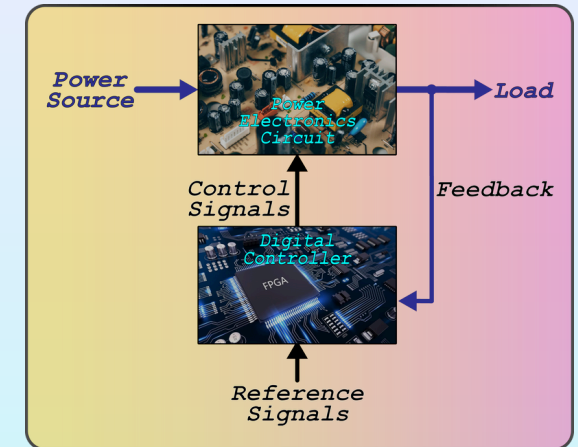 Power
Source
Power
Electronics
Circuit
Load
Control
Signals
Feedback
Digital
Controller
FPGA
Reference
Signals